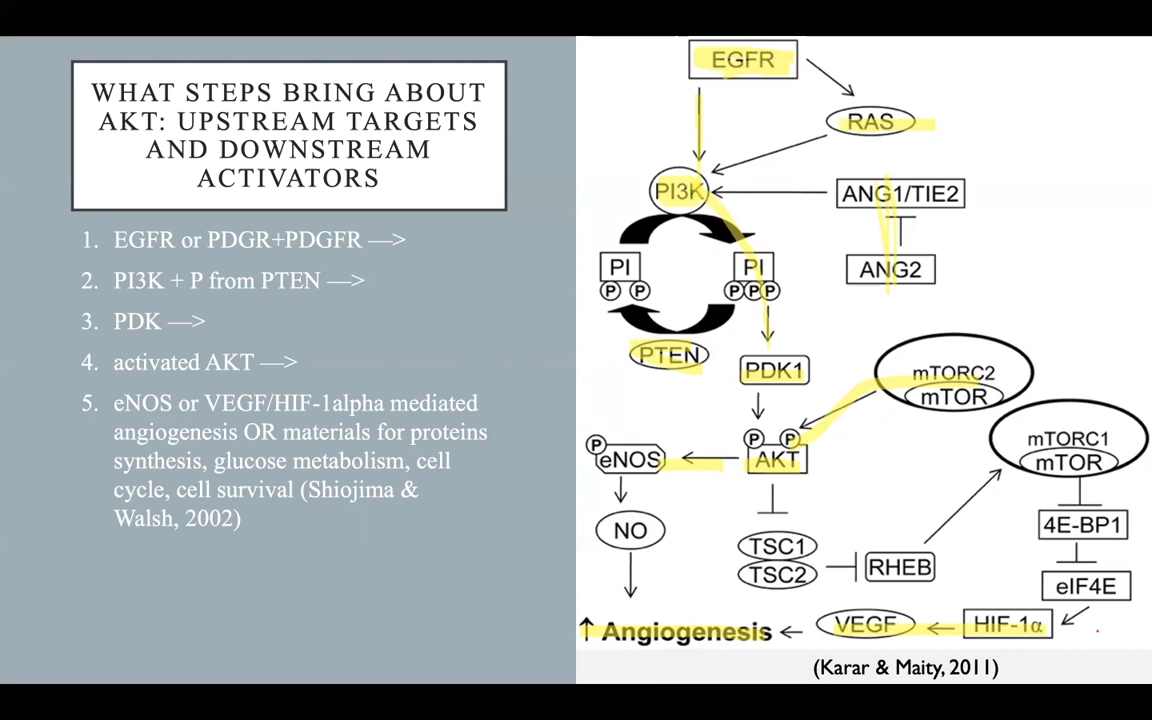 WHAT STEPS BRING ABOUT
AKT: UPSTREAM TARGETS
AND DOWNSTREAM
ACTIVATORS
1. EGFR or PDGR+PDGFR —>
2. PI3K + P from PTEN —>
3. PDK —>
4. activated AKT —>
5. eNOS or VEGF/HIF-1alpha mediated
angiogenesis OR materials for proteins
synthesis, glucose metabolism, cell
cycle, cell survival (Shiojima &
Walsh, 2002)
EGFR
RAS
PI3K
ANG1/TIE2
PI
PI
P P
P P P
ANG2
PTEN
PDK1
mTORC2
mTOR
P P
AKT
P
eNOS
mTORC1
mTOR
NO
4E-BP1
TSC1
TSC2
RHEB
eIF4E
↑ Angiogenesis
VEGF
HIF-1α
(Karar & Maity, 2011)